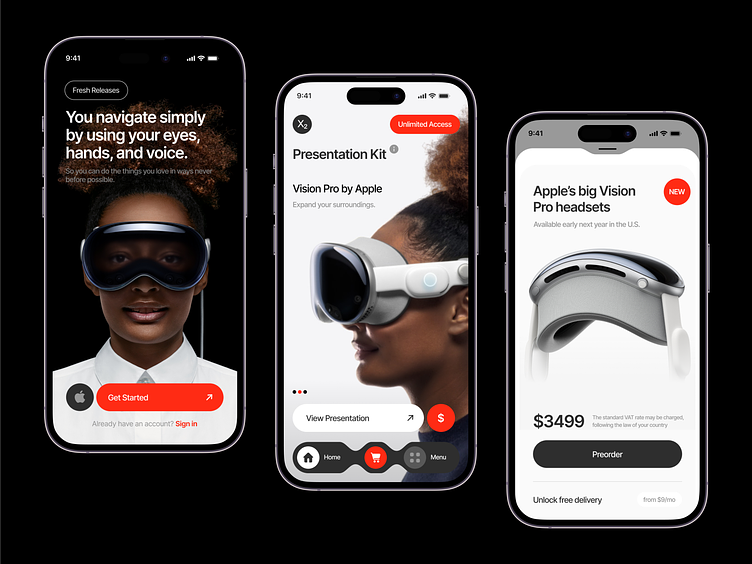 9:41
Fresh Releases
You navigate simply
by using your eyes,
hands, and voice.
So you can do the things you love in ways never
before possible.
Get Started
Already have an account? Sign in
9:41
X2
Unlimited Access
Presentation Kit
Vision Pro by Apple
Expand your surroundings.
View Presentation
$
Home
Menu
9:41
Apple's big Vision
Pro headsets
NEW
Available early next year in the U.S.
$3499
The standard VAT rate may be charged,
following the law of your country
Preorder
Unlock free delivery
from $9/mo